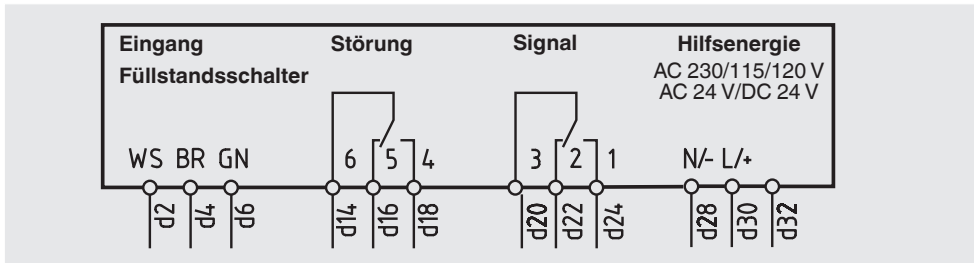 Eingang Störung Signal Hilfsenergie
Füllstandsschalter AC 230/115/120 V
AC 24 V/DC 24 V
WS BR GN 6 5 4 3 2 1 N/- L/+
d2 d4 d6 d14 d16 d18 d20 d22 d24 d28 d30 d32